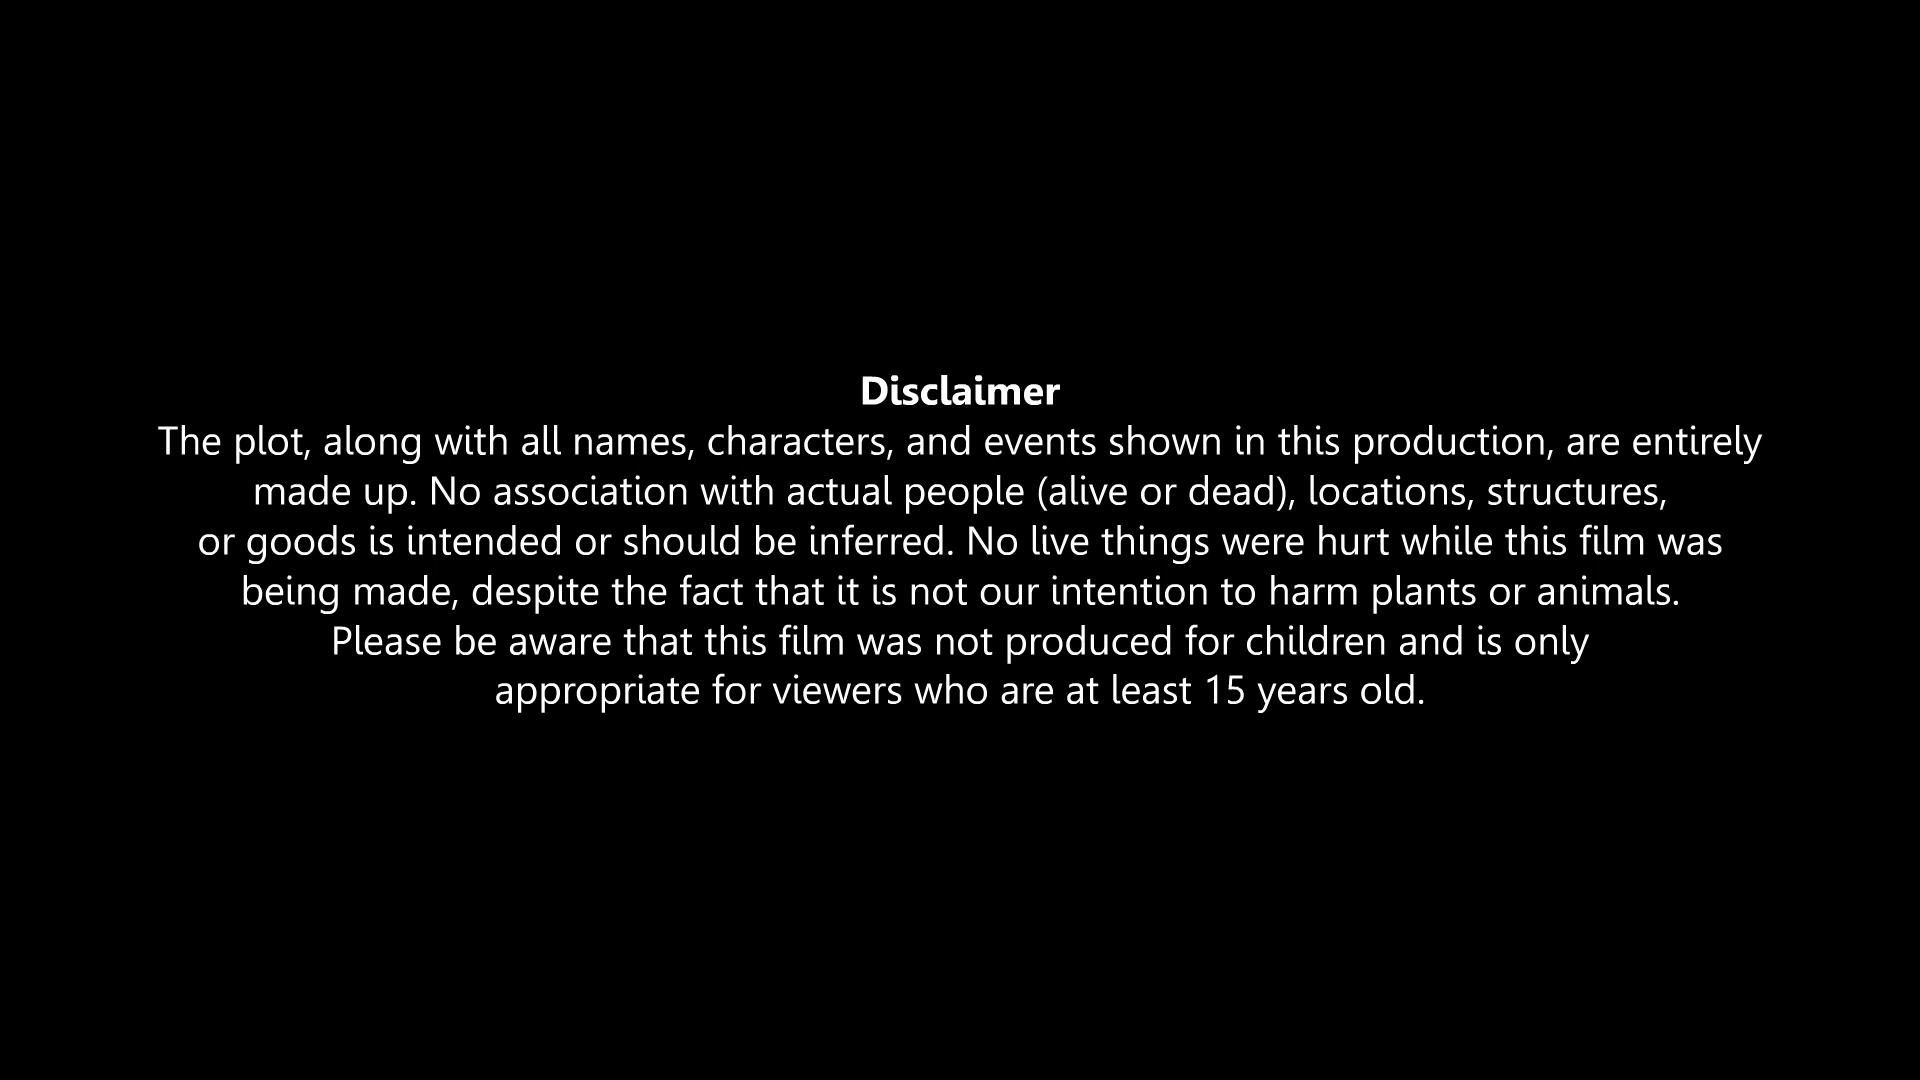 Disclaimer
The plot, along with all names, characters, and events shown in this production, are entirely
made up. No association with actual people (alive or dead), locations, structures,
or goods is intended or should be inferred. No live things were hurt while this film was
being made, despite the fact that it is not our intention to harm plants or animals.
Please be aware that this film was not produced for children and is only
appropriate for viewers who are at least 15 years old.